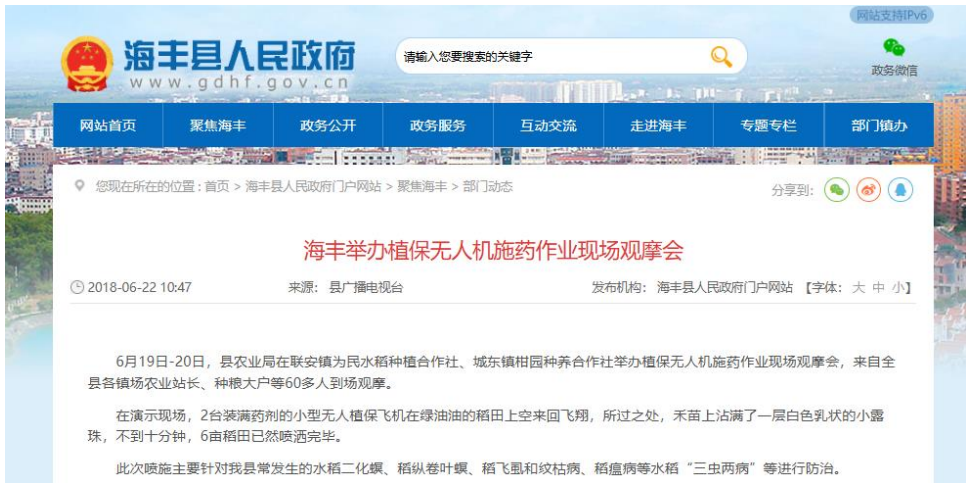 网站支持IPv6
海丰县人民政府
www.gdhf.gov.cn
请输入您要搜索的关键字
政务微信
网站首页 聚焦海丰 政务公开 政务服务 互动交流 走进海丰 专题专栏 部门镇办
您现在所在的位置 : 首页 > 海丰县人民政府门户网站 > 聚焦海丰 > 部门动态
分享到:
海丰举办植保无人机施药作业现场观摩会
2018-06-22 10:47 来源: 县广播电视台 发布机构: 海丰县人民政府门户网站 【字体: 大 中 小】
6月19日-20日，县农业局在联安镇为民水稻种植合作社、城东镇柑园种养合作社举办植保无人机施药作业现场观摩会，来自全
县各镇场农业站长、种粮大户等60多人到场观摩。
在演示现场，2台装满药剂的小型无人植保飞机在绿油油的稻田上空来回飞翔，所过之处，禾苗上沾满了一层白色乳状的小露
珠，不到十分钟，6亩稻田已然喷洒完毕。
此次喷施主要针对我县常发生的水稻二化螟、稻纵卷叶螟、稻飞虱和纹枯病、稻瘟病等水稻“三虫两病”等进行防治。